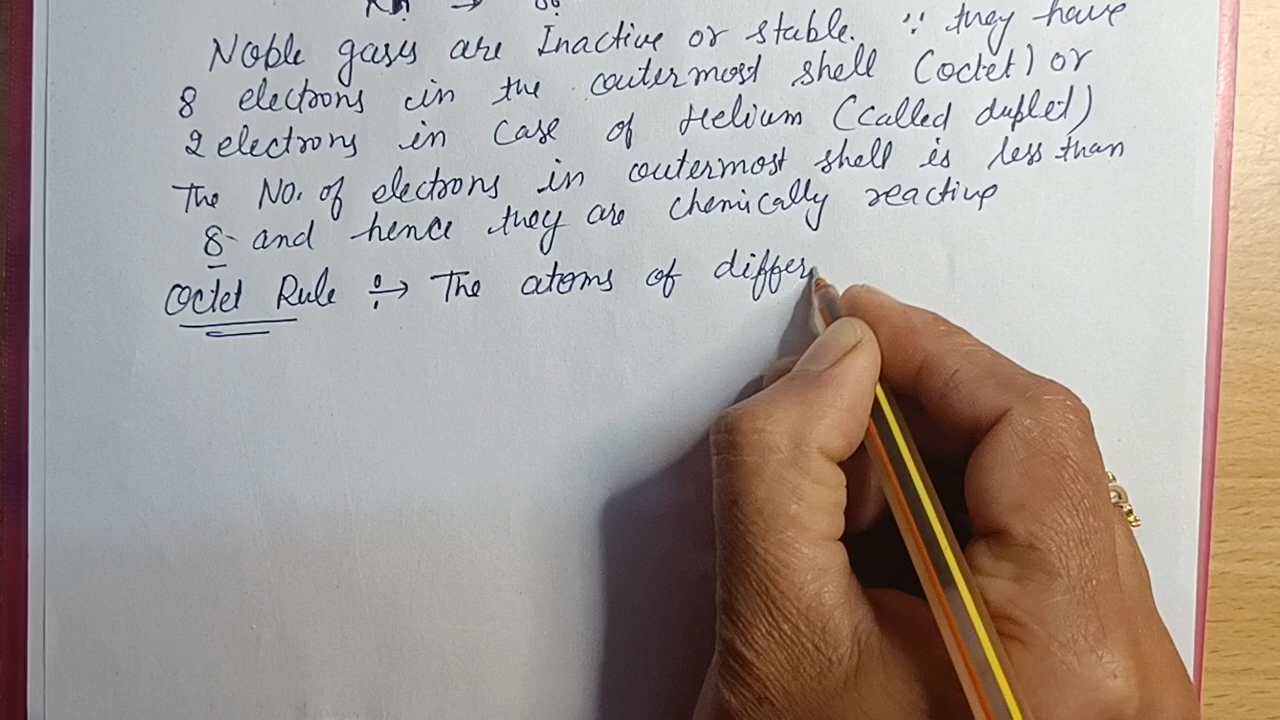 Noble gases are Inactive or stable. ∵ they have
8 electrons in the outermost shell (octet) or
2 electrons in case of Helium (called duplet)
The No. of electrons in outermost shell is less than
8 and hence they are chemically reactive
Octet Rule ÷→ The atoms of differ